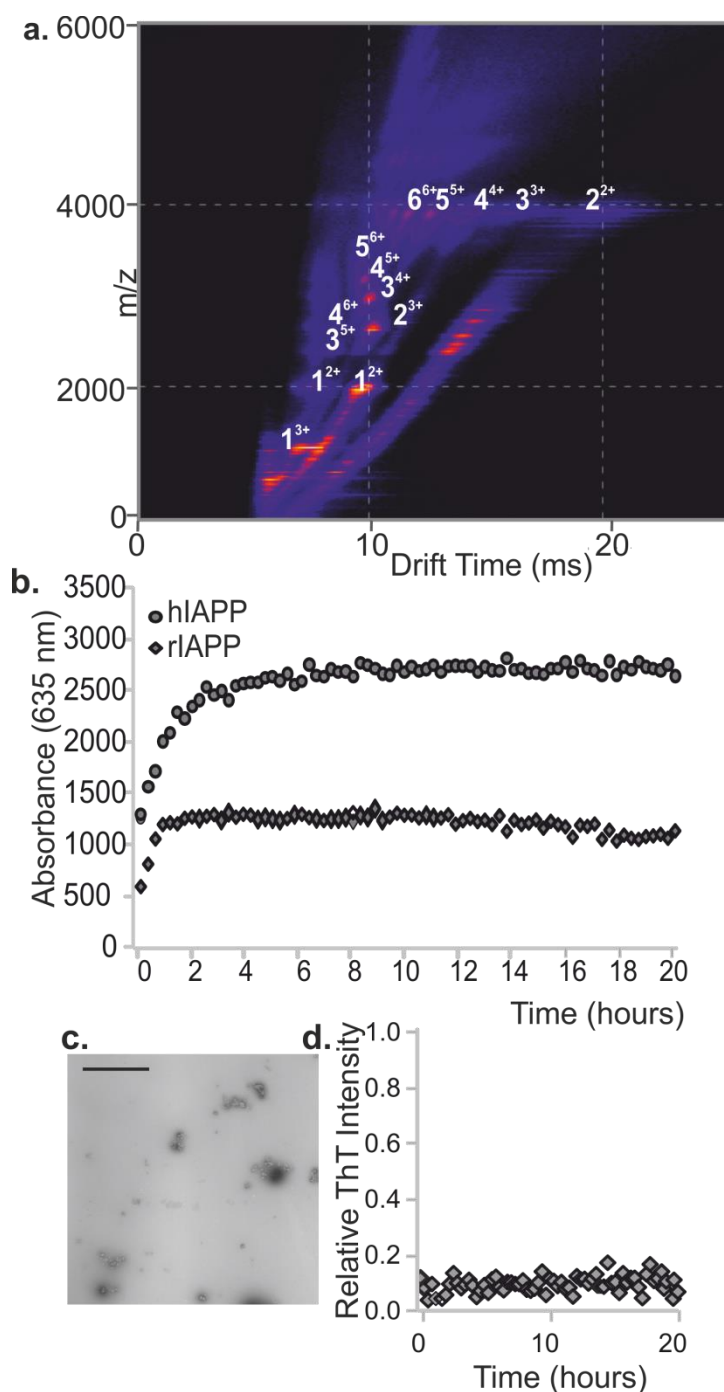 a.
6000
4000
2000
0
m/z
6⁶⁺ 5⁵⁺ 4⁴⁺ 3³⁺ 2²⁺
5⁶⁺
4⁵⁺
3⁴⁺
4⁶⁺ 2³⁺
3⁵⁺
1²⁺ 1²⁺
1³⁺
0 10 20
Drift Time (ms)
b.
3500
3000
2500
2000
1500
1000
500
0
Absorbance (635 nm)
hIAPP
rIAPP
0 2 4 6 8 10 12 14 16 18 20
Time (hours)
c.
d.
1.0
0.8
0.6
0.4
0.2
0.0
Relative ThT Intensity
0 10 20
Time (hours)